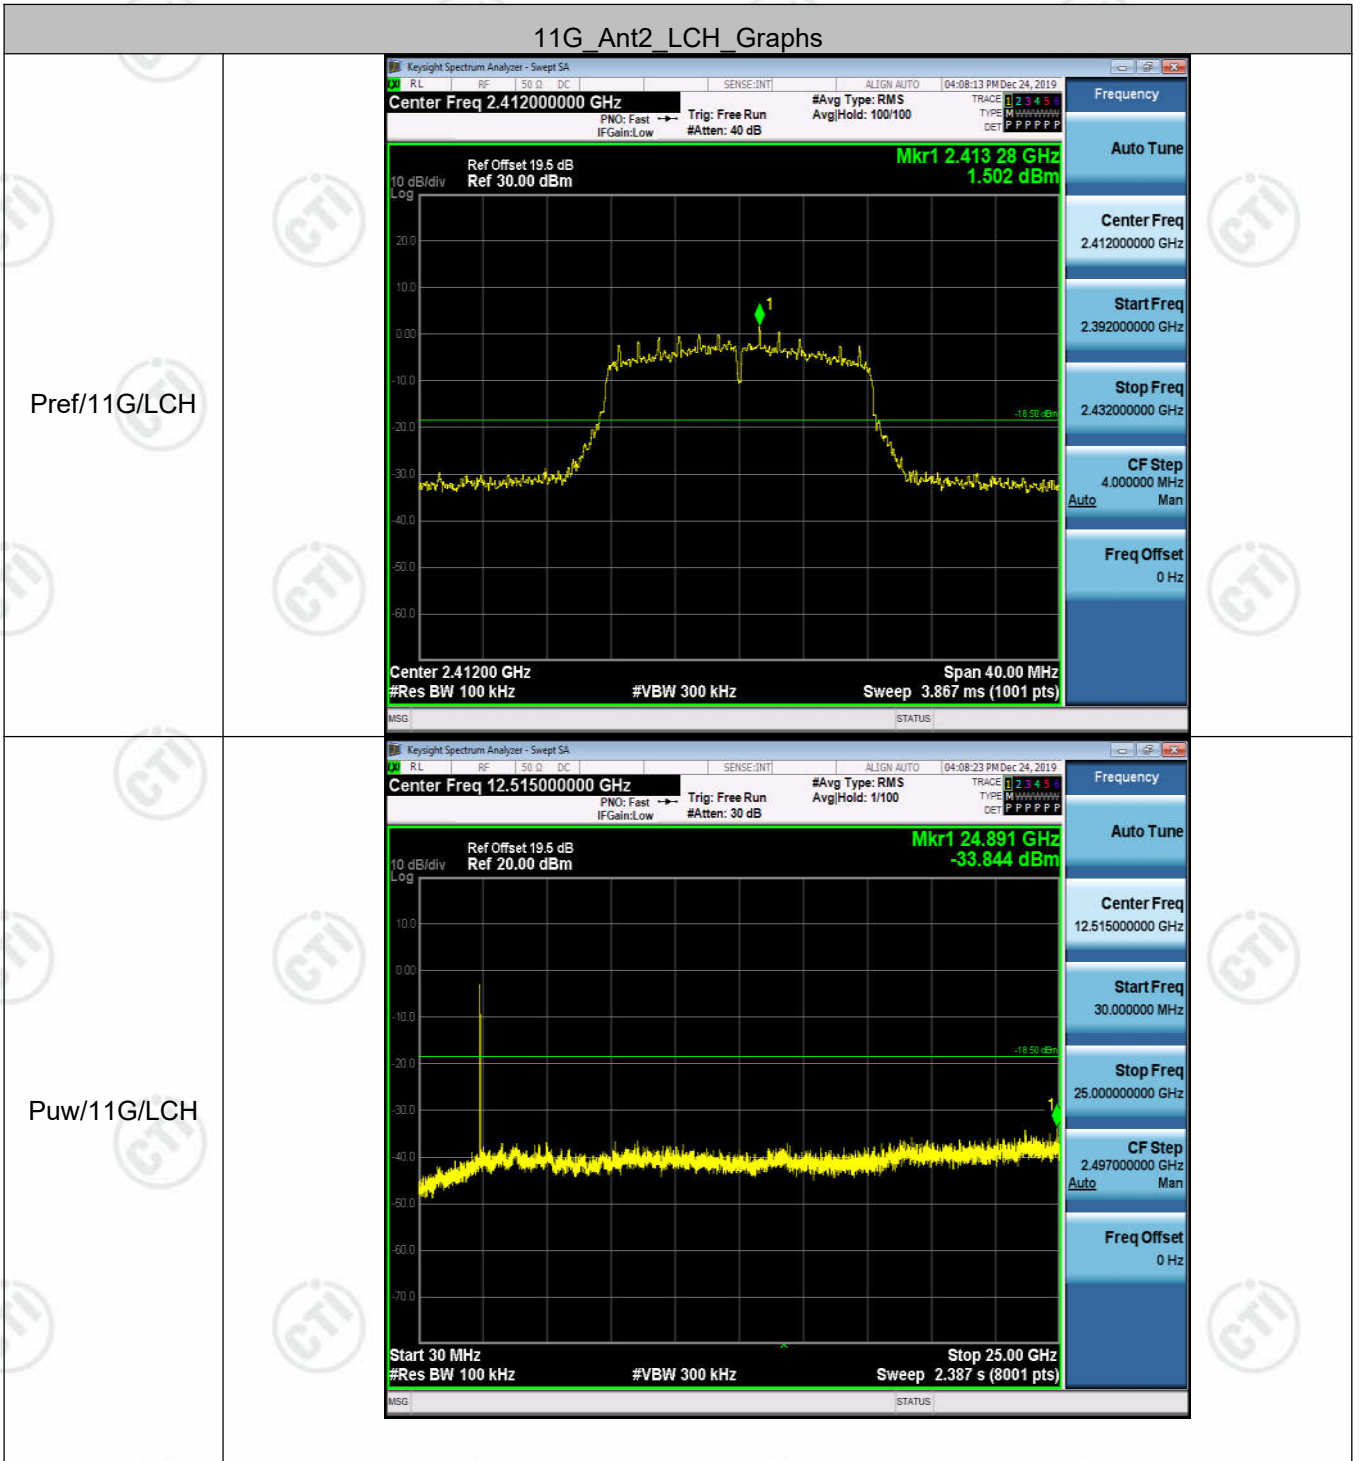 11G_Ant2_LCH_Graphs
Pref/11G/LCH
Keysight Spectrum Analyzer - Swept SA
RL RF 50 Ω DC SENSE:INT ALIGN AUTO 04:08:13 PM Dec 24, 2019
Center Freq 2.412000000 GHz
PNO: Fast
IFGain:Low
Trig: Free Run
#Atten: 40 dB
#Avg Type: RMS
Avg|Hold: 100/100
TRACE 1 2 3 4 5 6
TYPE M WWWWW
DET P P P P P P
Mkr1 2.413 28 GHz
1.502 dBm
Ref Offset 19.5 dB
10 dB/div Ref 30.00 dBm
Log
20.0
10.0
0.00
-10.0
-20.0
-30.0
-40.0
-50.0
-60.0
1
-18.50 dBm
Center 2.41200 GHz Span 40.00 MHz
#Res BW 100 kHz #VBW 300 kHz Sweep 3.867 ms (1001 pts)
MSG STATUS
Frequency
Auto Tune
Center Freq
2.412000000 GHz
Start Freq
2.392000000 GHz
Stop Freq
2.432000000 GHz
CF Step
4.000000 MHz
Auto Man
Freq Offset
0 Hz
Puw/11G/LCH
Keysight Spectrum Analyzer - Swept SA
RL RF 50 Ω DC SENSE:INT ALIGN AUTO 04:08:23 PM Dec 24, 2019
Center Freq 12.515000000 GHz
PNO: Fast
IFGain:Low
Trig: Free Run
#Atten: 30 dB
#Avg Type: RMS
Avg|Hold: 1/100
TRACE 1 2 3 4 5 6
TYPE M WWWWW
DET P P P P P P
Mkr1 24.891 GHz
-33.844 dBm
Ref Offset 19.5 dB
10 dB/div Ref 20.00 dBm
Log
10.0
0.00
-10.0
-20.0
-30.0
-40.0
-50.0
-60.0
-70.0
-18.50 dBm
1
Start 30 MHz Stop 25.00 GHz
#Res BW 100 kHz #VBW 300 kHz Sweep 2.387 s (8001 pts)
MSG STATUS
Frequency
Auto Tune
Center Freq
12.515000000 GHz
Start Freq
30.000000 MHz
Stop Freq
25.000000000 GHz
CF Step
2.497000000 GHz
Auto Man
Freq Offset
0 Hz
CTI